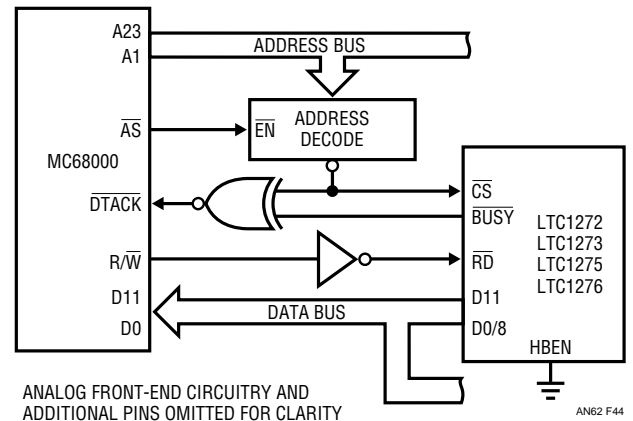 A23
A1
ADDRESS BUS
AS
EN
ADDRESS
DECODE
MC68000
DTACK
CS
BUSY
LTC1272
LTC1273
LTC1275
LTC1276
R/W
RD
D11
D0
DATA BUS
D11
D0/8
HBEN
ANALOG FRONT-END CIRCUITRY AND
ADDITIONAL PINS OMITTED FOR CLARITY
AN62 F44